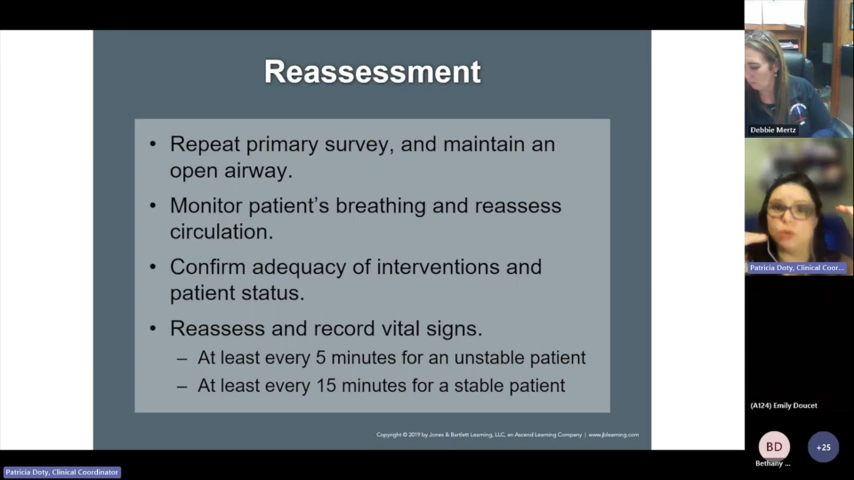 Reassessment
• Repeat primary survey, and maintain an
open airway.
• Monitor patient's breathing and reassess
circulation.
• Confirm adequacy of interventions and
patient status.
• Reassess and record vital signs.
– At least every 5 minutes for an unstable patient
– At least every 15 minutes for a stable patient
Copyright © 2019 by Jones & Bartlett Learning, LLC, an Ascend Learning Company | www.jblearning.com
Debbie Mertz
Patricia Doty, Clinical Coor...
(A124) Emily Doucet
BD
Bethany ...
+25
Patricia Doty, Clinical Coordinator